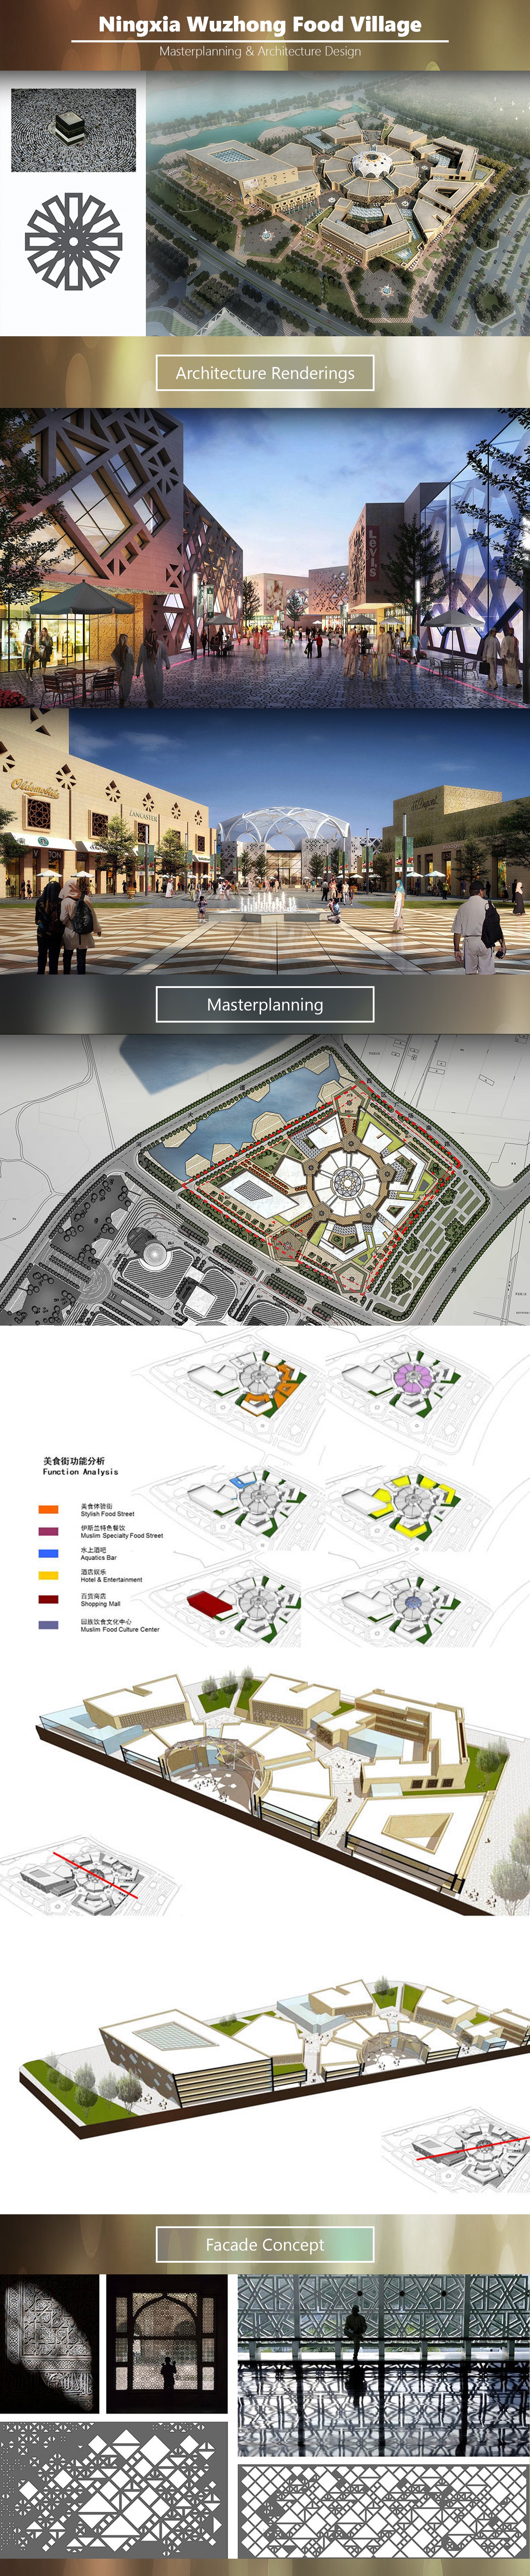 Ningxia Wuzhong Food Village
Masterplanning & Architecture Design
Architecture Renderings
LeVI.s
Oldsmobile
LANCASTER
Masterplanning
美食街功能分析
Function Analysis
美食体验街
Stylish Food Street
伊斯兰特色餐饮
Muslim Specialty Food Street
水上酒吧
Aquatics Bar
酒店娱乐
Hotel & Entertainment
百货商店
Shopping Mall
回族饮食文化中心
Muslim Food Culture Center
Facade Concept